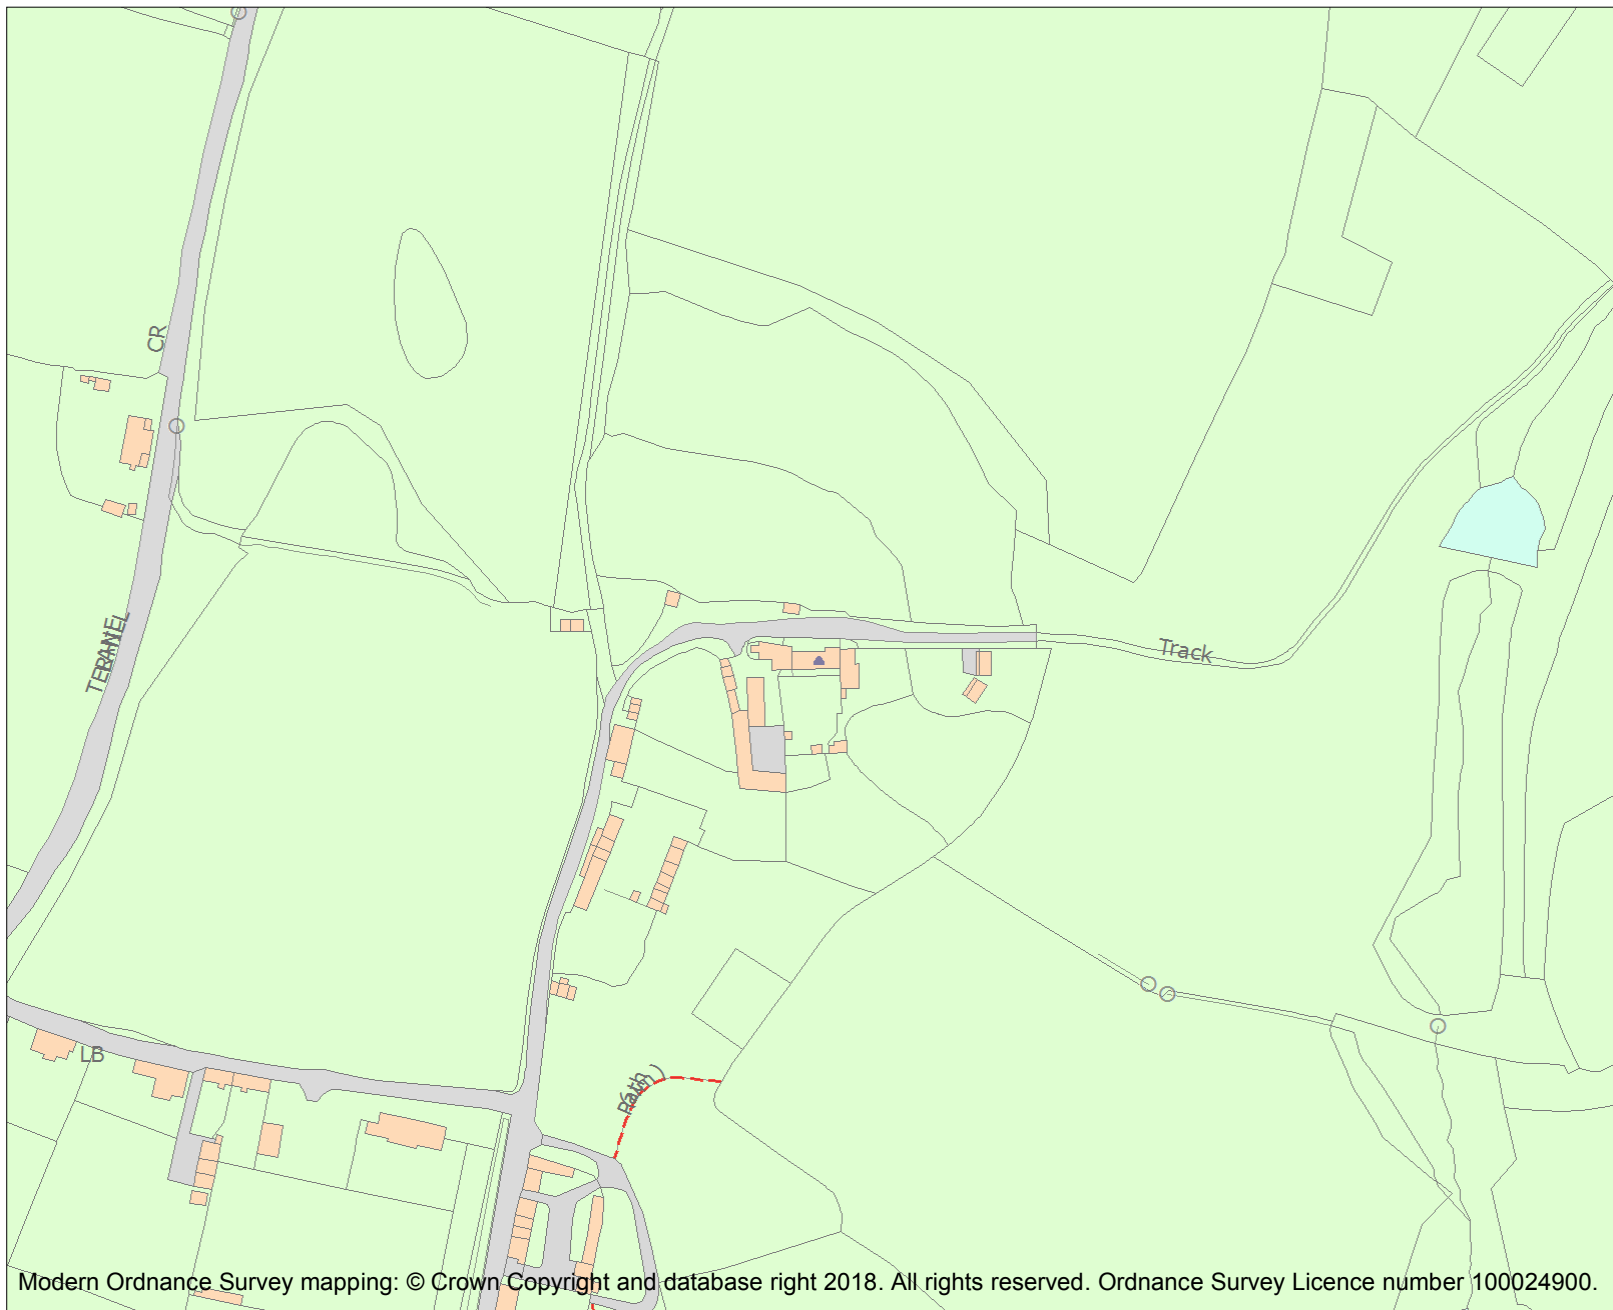 CR
Track
LB
Modern Ordnance Survey mapping: © Crown Copyright and database right 2018. All rights reserved. Ordnance Survey Licence number 100024900.